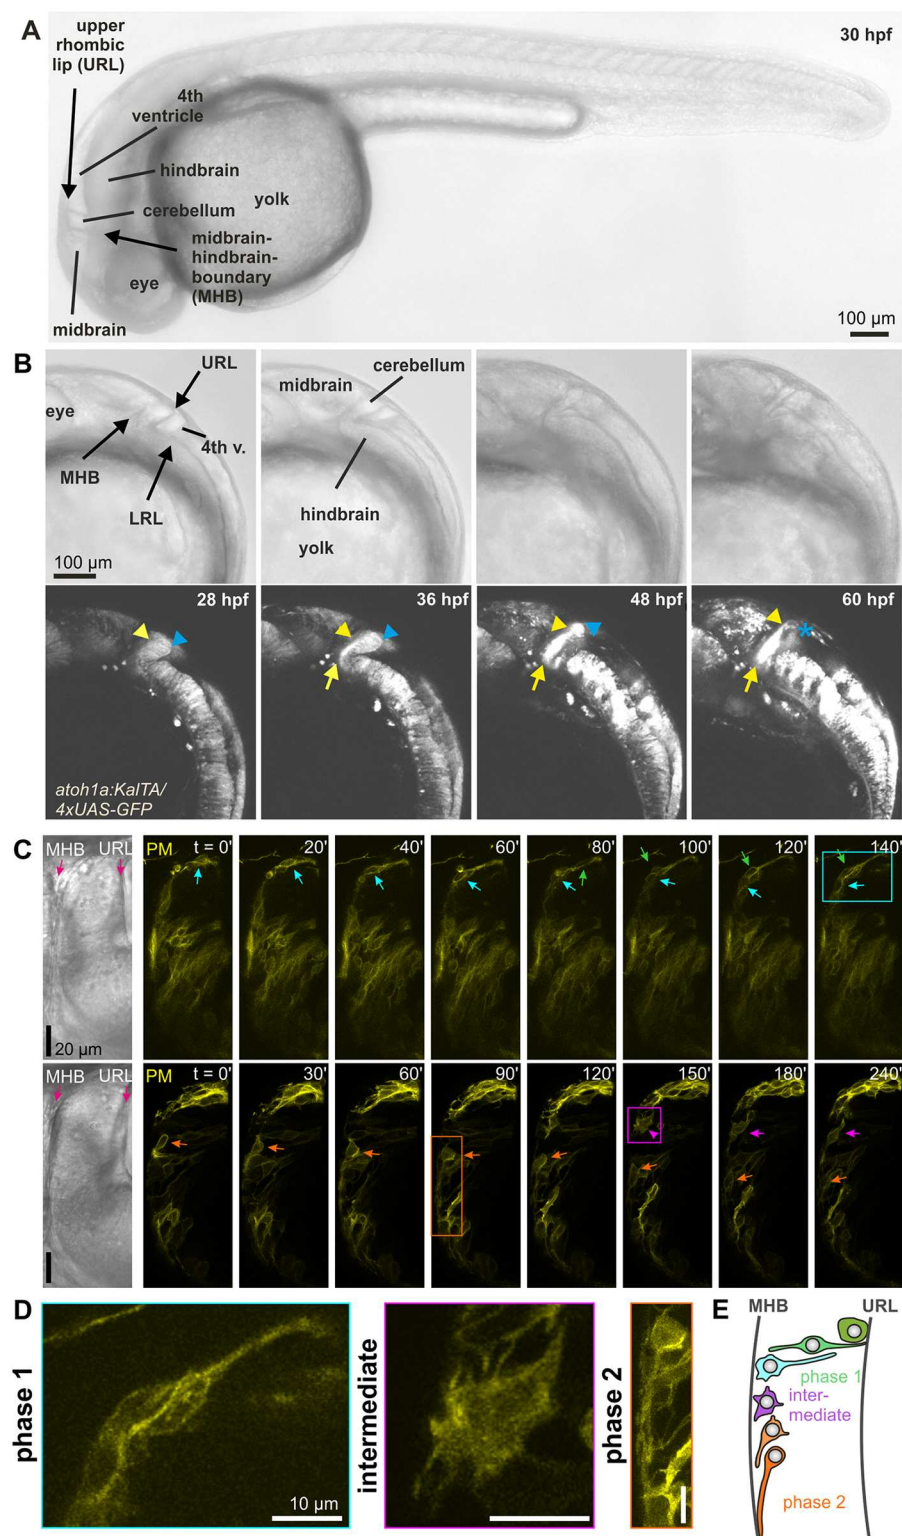 A
upper
rhombic
lip (URL)
30 hpf
4th
ventricle
hindbrain
cerebellum
yolk
midbrain-
hindbrain-
boundary
(MHB)
eye
midbrain
100 µm
B
URL
eye
MHB
4th v.
LRL
100 µm
midbrain
cerebellum
hindbrain
yolk
28 hpf
36 hpf
48 hpf
60 hpf
*
atoh1a:KalTA/
4xUAS-GFP
C
MHB URL
PM t = 0' 20' 40' 60' 80' 100' 120' 140'
20 µm
MHB URL
PM t = 0' 30' 60' 90' 120' 150' 180' 240'
D
phase 1
10 µm
intermediate
phase 2
E
MHB URL
phase 1
inter-
mediate
phase 2